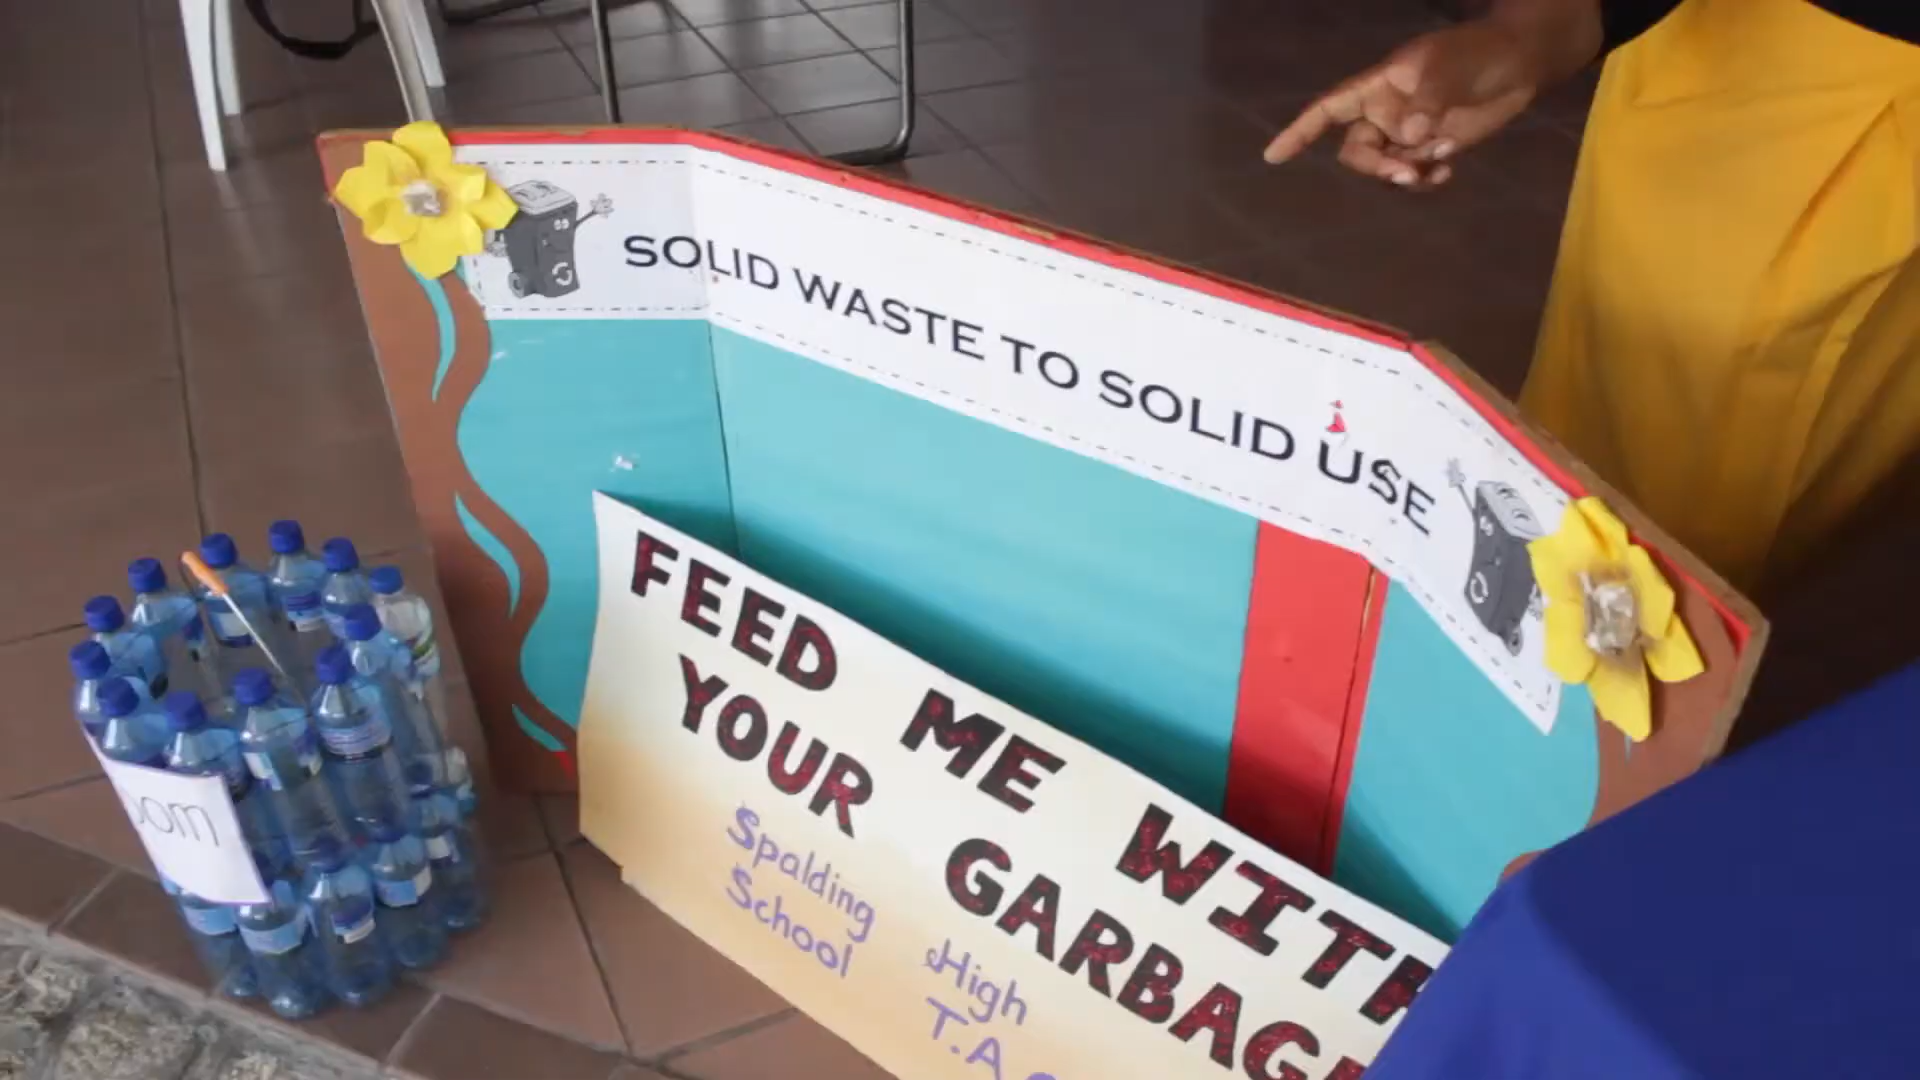 SOLID WASTE TO SOLID USE
FEED ME WITH
YOUR GARBAGE
Spalding High
School T.A